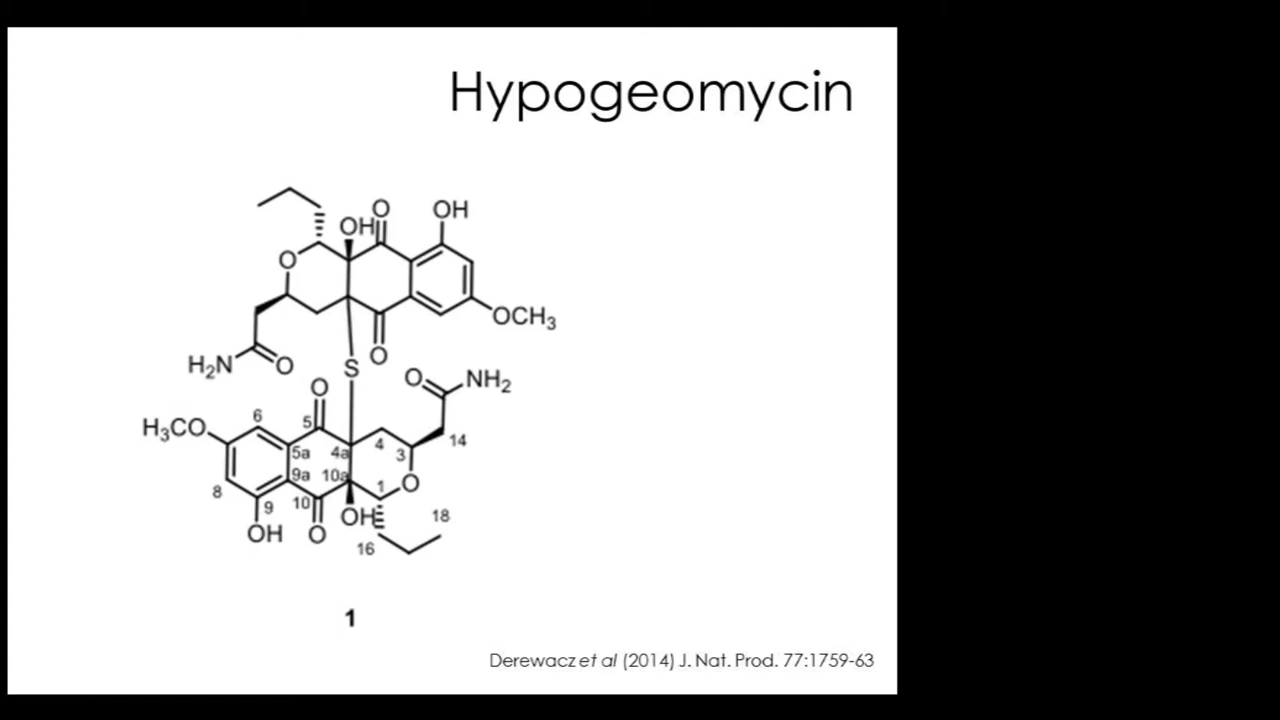 Hypogeomycin
O
OH
OH
O
OCH3
O
H2N
O
S
O
NH2
O
H3CO
6
5
4
14
5a
4a
3
9a
10a
8
1
O
9
10
OH
18
OH
O
16
1
Derewacz et al (2014) J. Nat. Prod. 77:1759-63